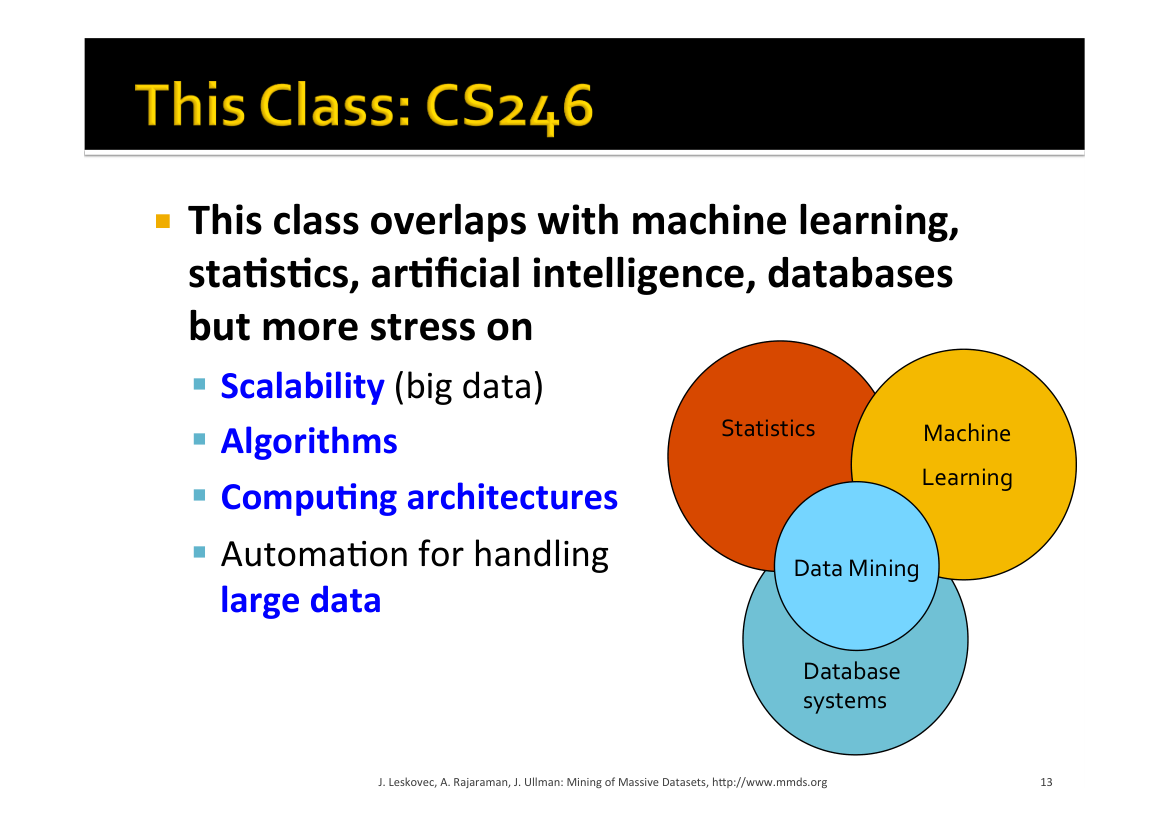 This Class: CS246
This class overlaps with machine learning,
statistics, artificial intelligence, databases
but more stress on
Scalability (big data)
Algorithms
Computing architectures
Automation for handling
large data
Statistics
Machine
Learning
Data Mining
Database
systems
J. Leskovec, A. Rajaraman, J. Ullman: Mining of Massive Datasets, http://www.mmds.org
13